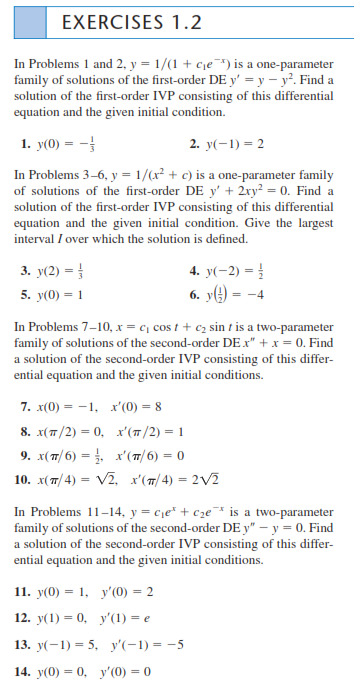 EXERCISES 1.2
In Problems 1 and 2, y = 1/(1 + c₁e⁻ˣ) is a one-parameter
family of solutions of the first-order DE y′ = y − y². Find a
solution of the first-order IVP consisting of this differential
equation and the given initial condition.
1. y(0) = −⅓ 2. y(−1) = 2
In Problems 3–6, y = 1/(x² + c) is a one-parameter family
of solutions of the first-order DE y′ + 2xy² = 0. Find a
solution of the first-order IVP consisting of this differential
equation and the given initial condition. Give the largest
interval I over which the solution is defined.
3. y(2) = ⅓ 4. y(−2) = ½
5. y(0) = 1 6. y(½) = −4
In Problems 7–10, x = c₁ cos t + c₂ sin t is a two-parameter
family of solutions of the second-order DE x″ + x = 0. Find
a solution of the second-order IVP consisting of this differ-
ential equation and the given initial conditions.
7. x(0) = −1, x′(0) = 8
8. x(π/2) = 0, x′(π/2) = 1
9. x(π/6) = ½, x′(π/6) = 0
10. x(π/4) = √2, x′(π/4) = 2√2
In Problems 11–14, y = c₁eˣ + c₂e⁻ˣ is a two-parameter
family of solutions of the second-order DE y″ − y = 0. Find
a solution of the second-order IVP consisting of this differ-
ential equation and the given initial conditions.
11. y(0) = 1, y′(0) = 2
12. y(1) = 0, y′(1) = e
13. y(−1) = 5, y′(−1) = −5
14. y(0) = 0, y′(0) = 0